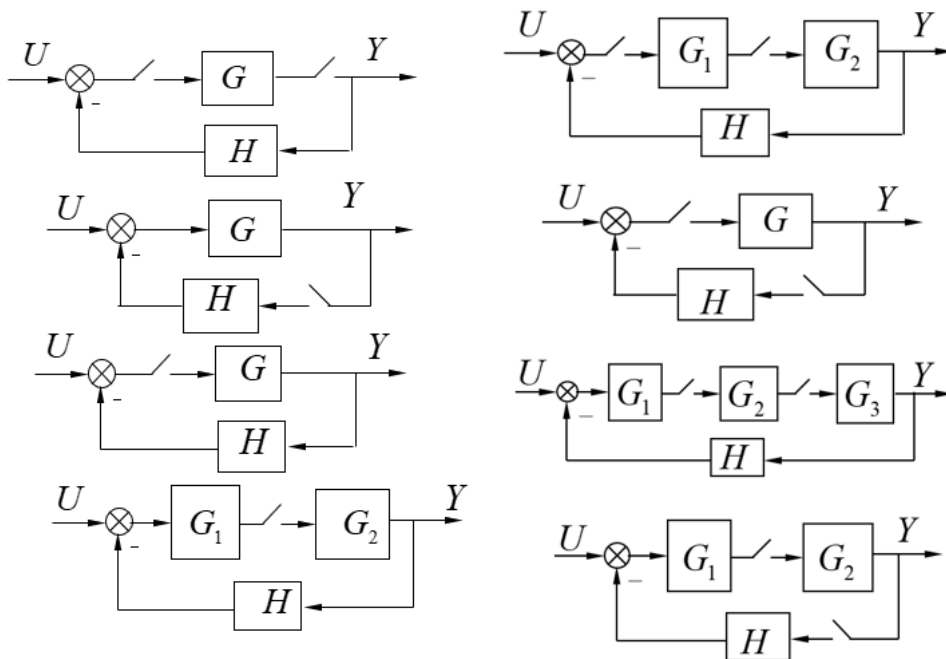 U G Y
- H
U G Y
- H
U G Y
- H
U G₁ G₂ Y
- H
U G₁ G₂ Y
- H
U G Y
- H
U G₁ G₂ G₃ Y
- H
U G₁ G₂ Y
- H